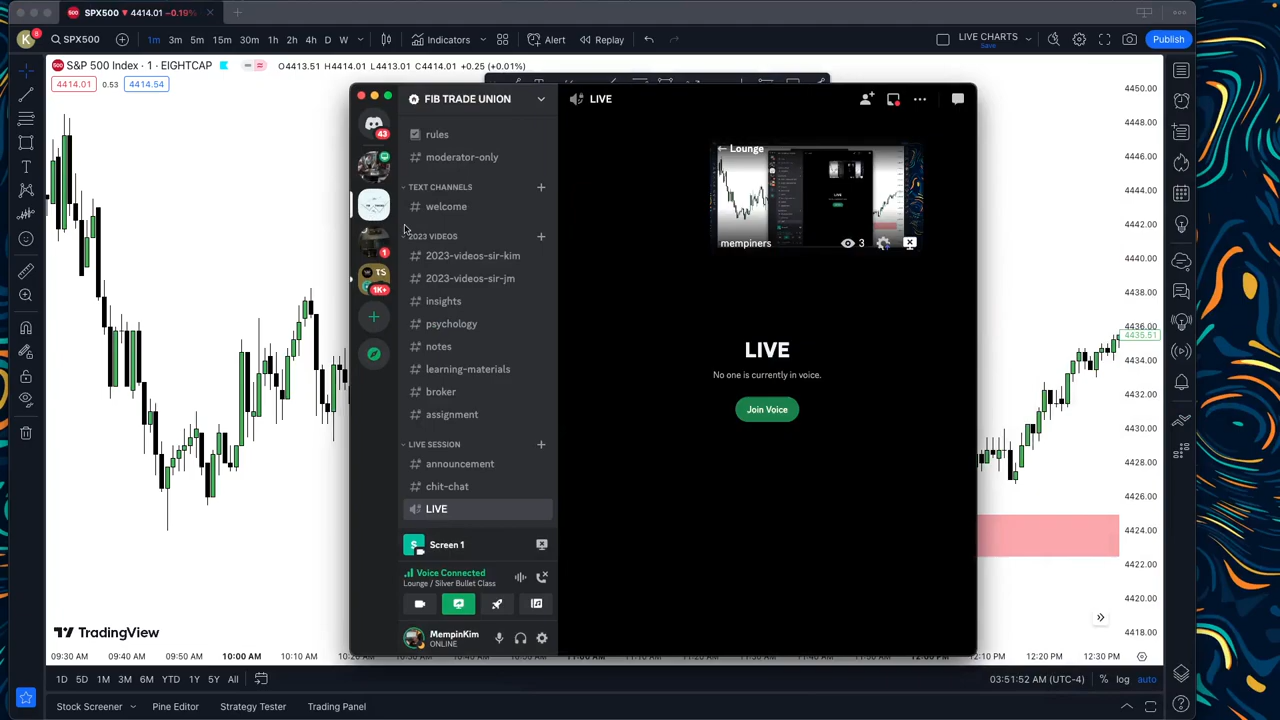 SPX500 ▼ 4414.01 −0.19%
K
8
SPX500
1m 3m 5m 15m 30m 1h 2h 4h D W
Indicators
Alert
Replay
LIVE CHARTS
Save
Publish
S&P 500 Index · 1 · EIGHTCAP
O4413.51 H4414.01 L4413.01 C4414.01 +0.25 (+0.01%)
4414.01 0.53 4414.54
FIB TRADE UNION
LIVE
43
1
TS
1K+
rules
moderator-only
TEXT CHANNELS
welcome
2023 VIDEOS
2023-videos-sir-kim
2023-videos-sir-jm
insights
psychology
notes
learning-materials
broker
assignment
LIVE SESSION
announcement
chit-chat
LIVE
S Screen 1
Voice Connected
Lounge / Silver Bullet Class
MempinKim
ONLINE
← Lounge
mempiners
3
LIVE
No one is currently in voice.
Join Voice
4450.00
4448.00
4446.00
4444.00
4442.00
4440.00
4438.00
4436.00
4435.51
4434.00
4432.00
4430.00
4428.00
4426.00
4424.00
4422.00
4420.00
4418.00
TradingView
09:30 AM 09:40 AM 09:50 AM 10:00 AM 10:10 AM
12:10 PM 12:20 PM 12:30 PM
1D 5D 1M 3M 6M YTD 1Y 5Y All
03:51:52 AM (UTC-4) % log auto
Stock Screener Pine Editor Strategy Tester Trading Panel